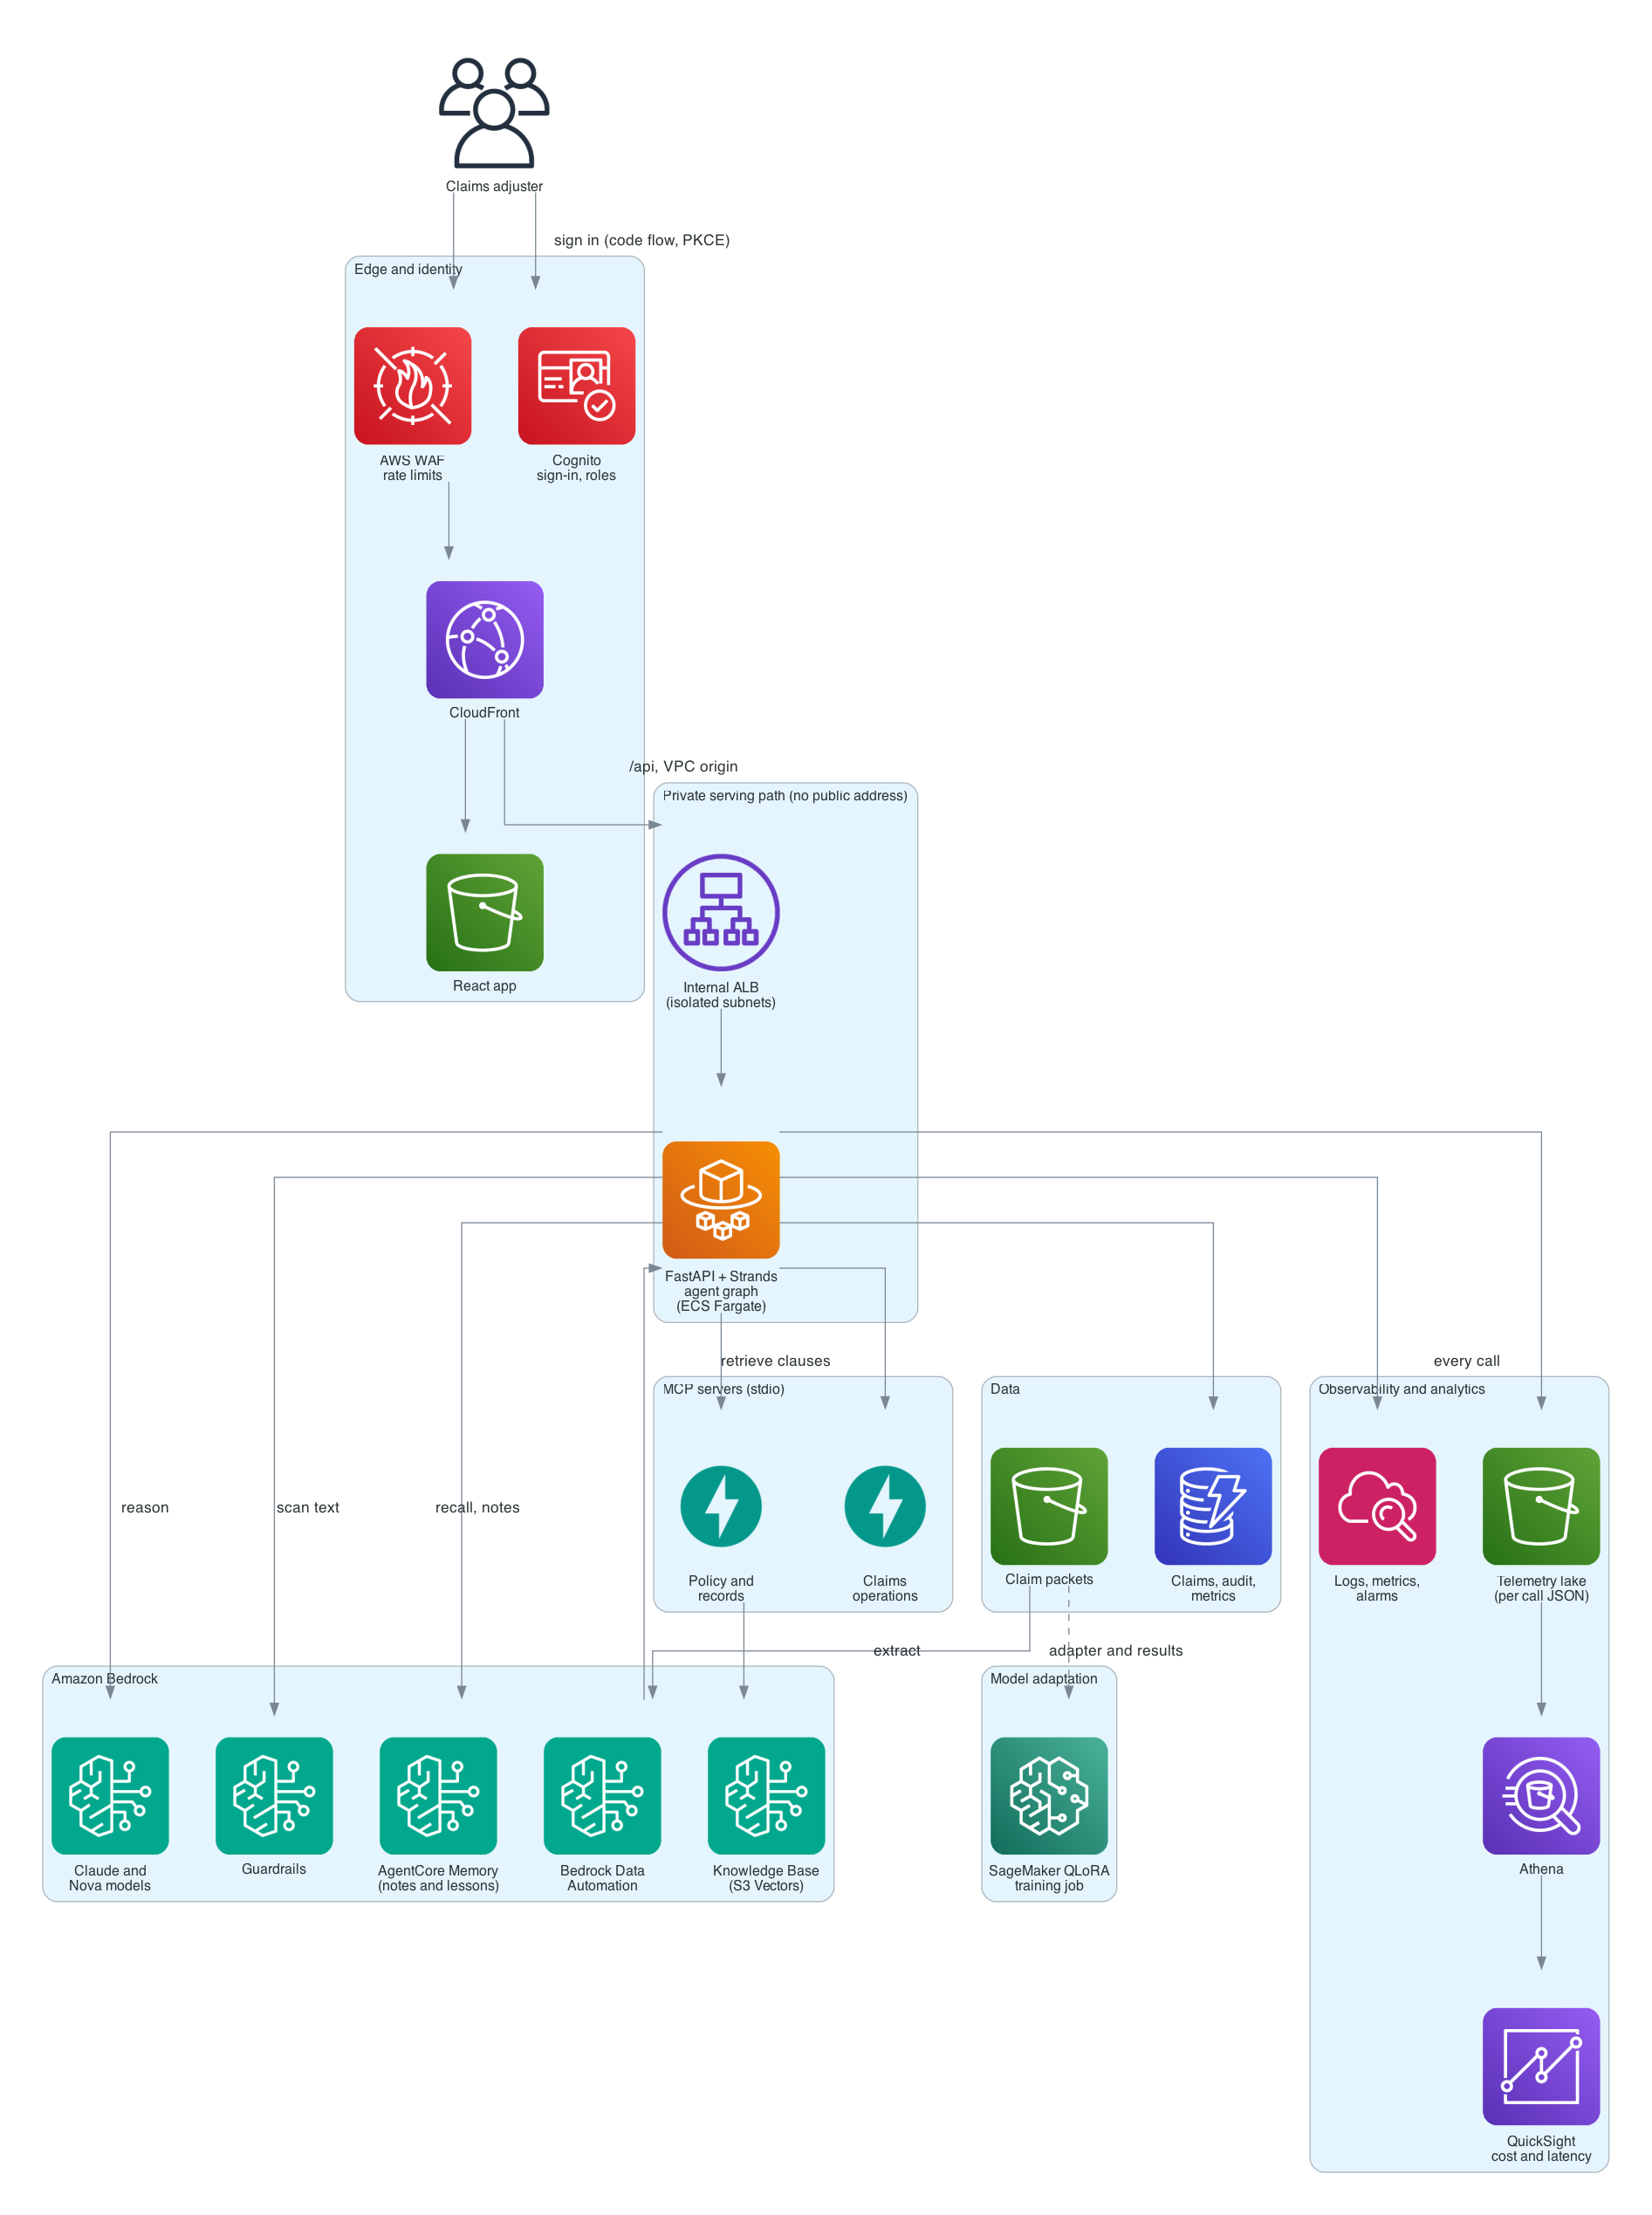 Claims adjuster
sign in (code flow, PKCE)
Edge and identity
AWS WAF
rate limits
Cognito
sign-in, roles
CloudFront
/api, VPC origin
Private serving path (no public address)
React app
Internal ALB
(isolated subnets)
FastAPI + Strands
agent graph
(ECS Fargate)
retrieve clauses
every call
MCP servers (stdio)
Data
Observability and analytics
reason
scan text
recall, notes
Policy and
records
Claims
operations
Claim packets
Claims, audit,
metrics
Logs, metrics,
alarms
Telemetry lake
(per call JSON)
extract
adapter and results
Amazon Bedrock
Model adaptation
Claude and
Nova models
Guardrails
AgentCore Memory
(notes and lessons)
Bedrock Data
Automation
Knowledge Base
(S3 Vectors)
SageMaker QLoRA
training job
Athena
QuickSight
cost and latency